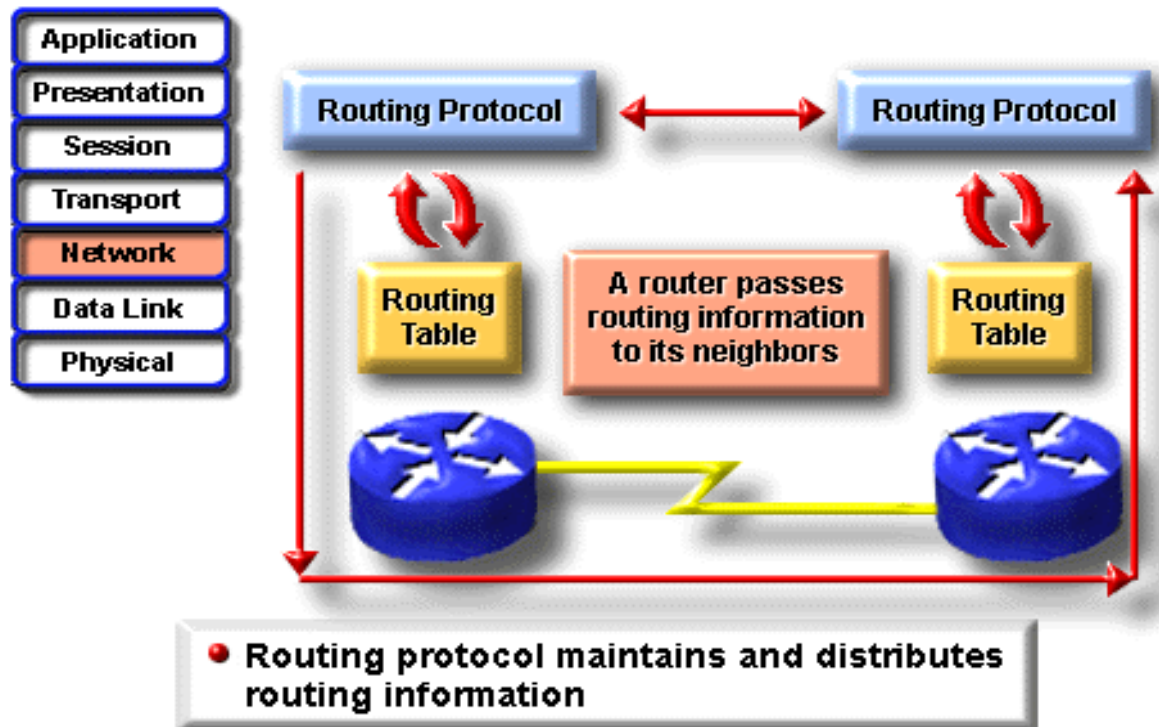 Application
Presentation
Session
Transport
Network
Data Link
Physical
Routing Protocol
Routing Protocol
Routing
Table
A router passes
routing information
to its neighbors
Routing
Table
Routing protocol maintains and distributes
routing information